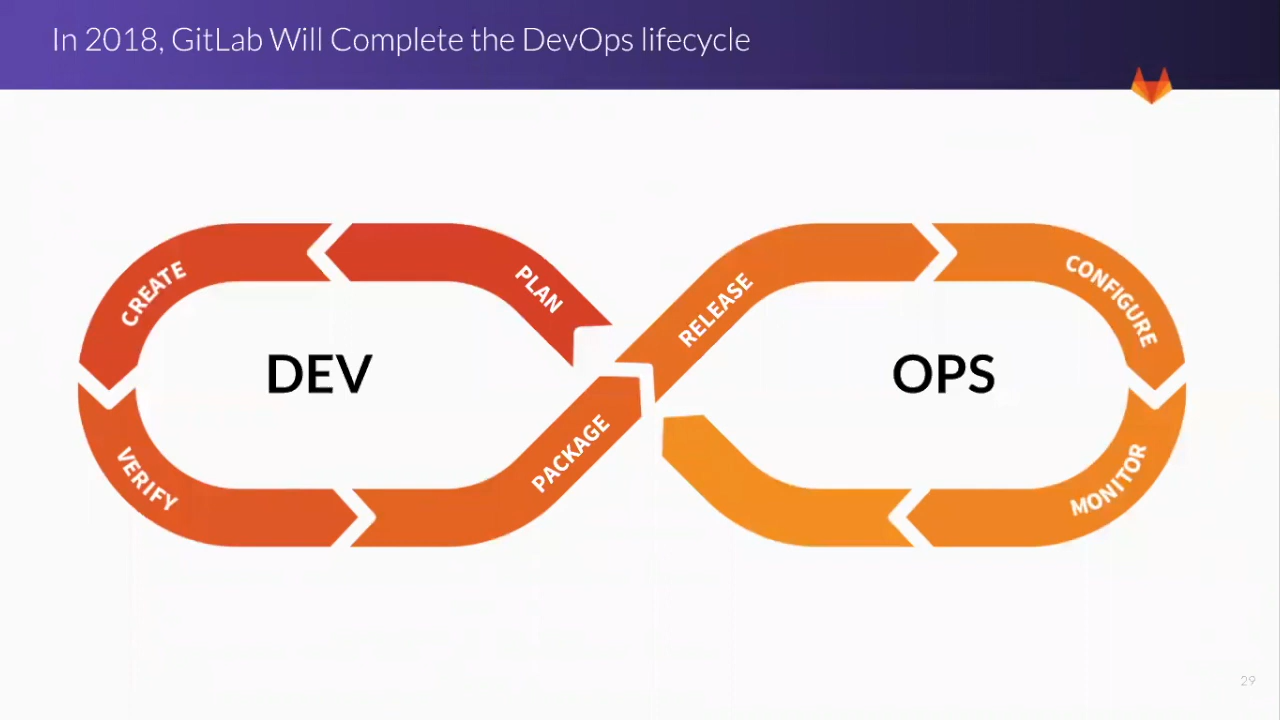 In 2018, GitLab Will Complete the DevOps lifecycle
CREATE
PLAN
RELEASE
CONFIGURE
DEV
OPS
VERIFY
PACKAGE
MONITOR
29